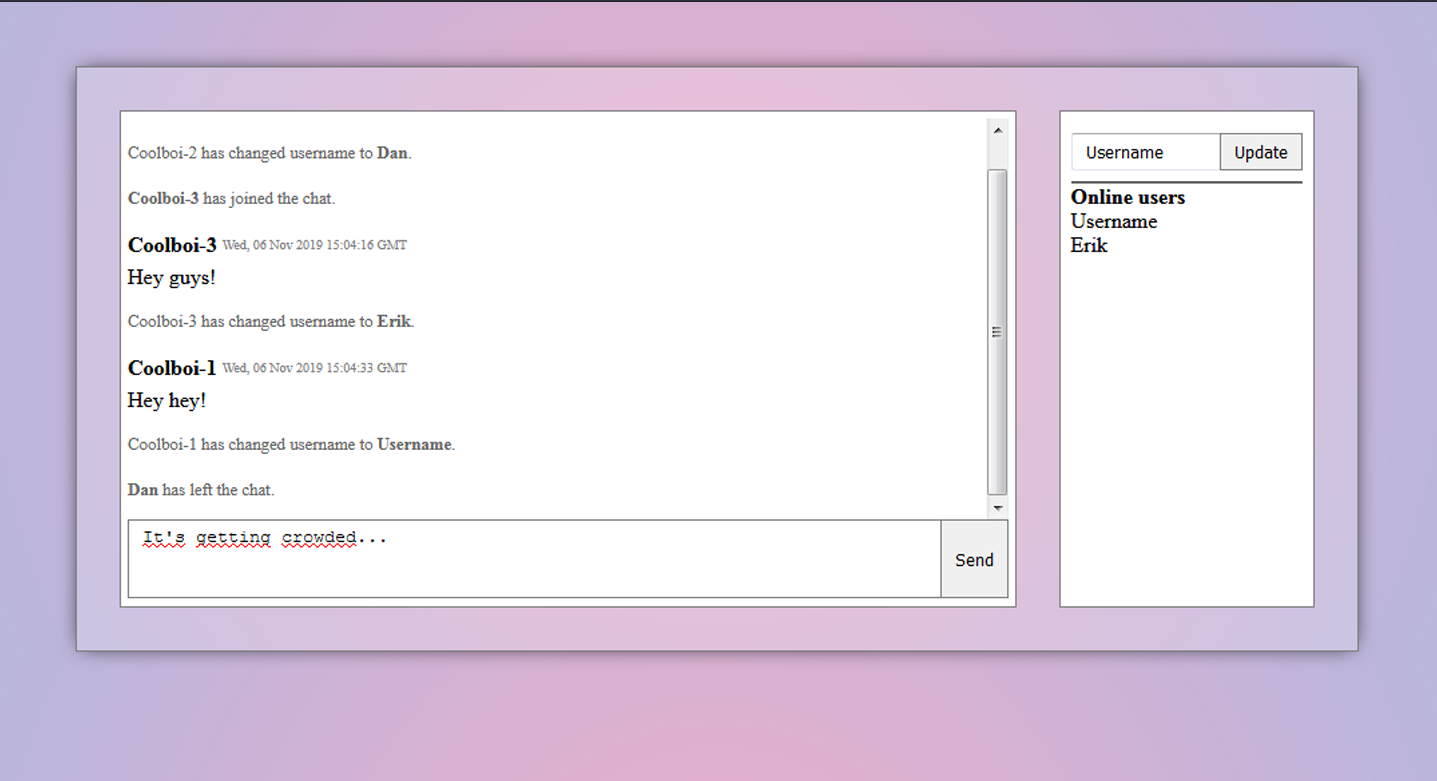 Coolboi-2 has changed username to Dan.
Coolboi-3 has joined the chat.
Coolboi-3 Wed, 06 Nov 2019 15:04:16 GMT
Hey guys!
Coolboi-3 has changed username to Erik.
Coolboi-1 Wed, 06 Nov 2019 15:04:33 GMT
Hey hey!
Coolboi-1 has changed username to Username.
Dan has left the chat.
It's getting crowded...
Send
Username
Update
Online users
Username
Erik